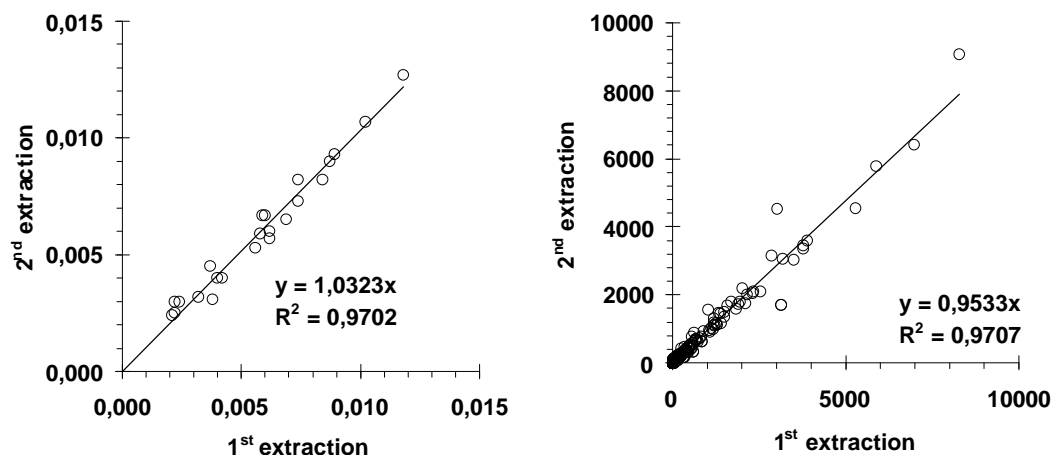 0,015
0,010
0,005
0,000
2nd extraction
y = 1,0323x
R2 = 0,9702
0,000 0,005 0,010 0,015
1st extraction
10000
8000
6000
4000
2000
0
2nd extraction
y = 0,9533x
R2 = 0,9707
0 5000 10000
1st extraction